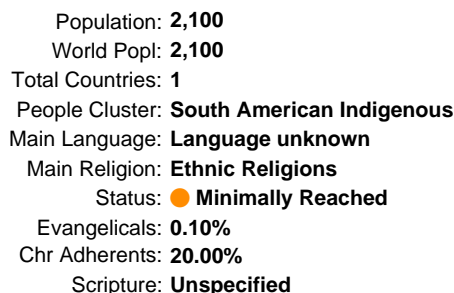 Population: 2,100
World Popl: 2,100
Total Countries: 1
People Cluster: South American Indigenous
Main Language: Language unknown
Main Religion: Ethnic Religions
Status: Minimally Reached
Evangelicals: 0.10%
Chr Adherents: 20.00%
Scripture: Unspecified